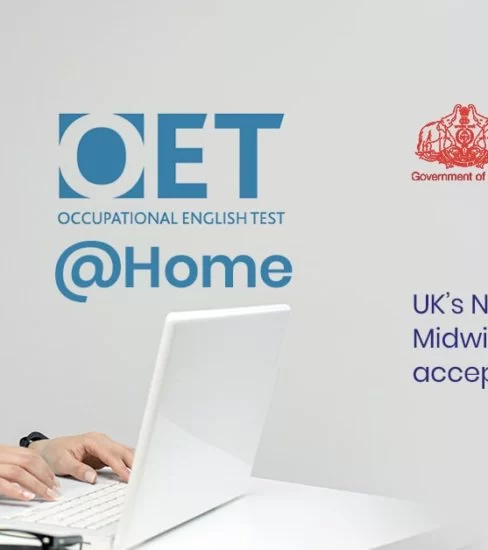 OET
OCCUPATIONAL ENGLISH TEST
@Home
Government of
UK's N
Midwi
accep